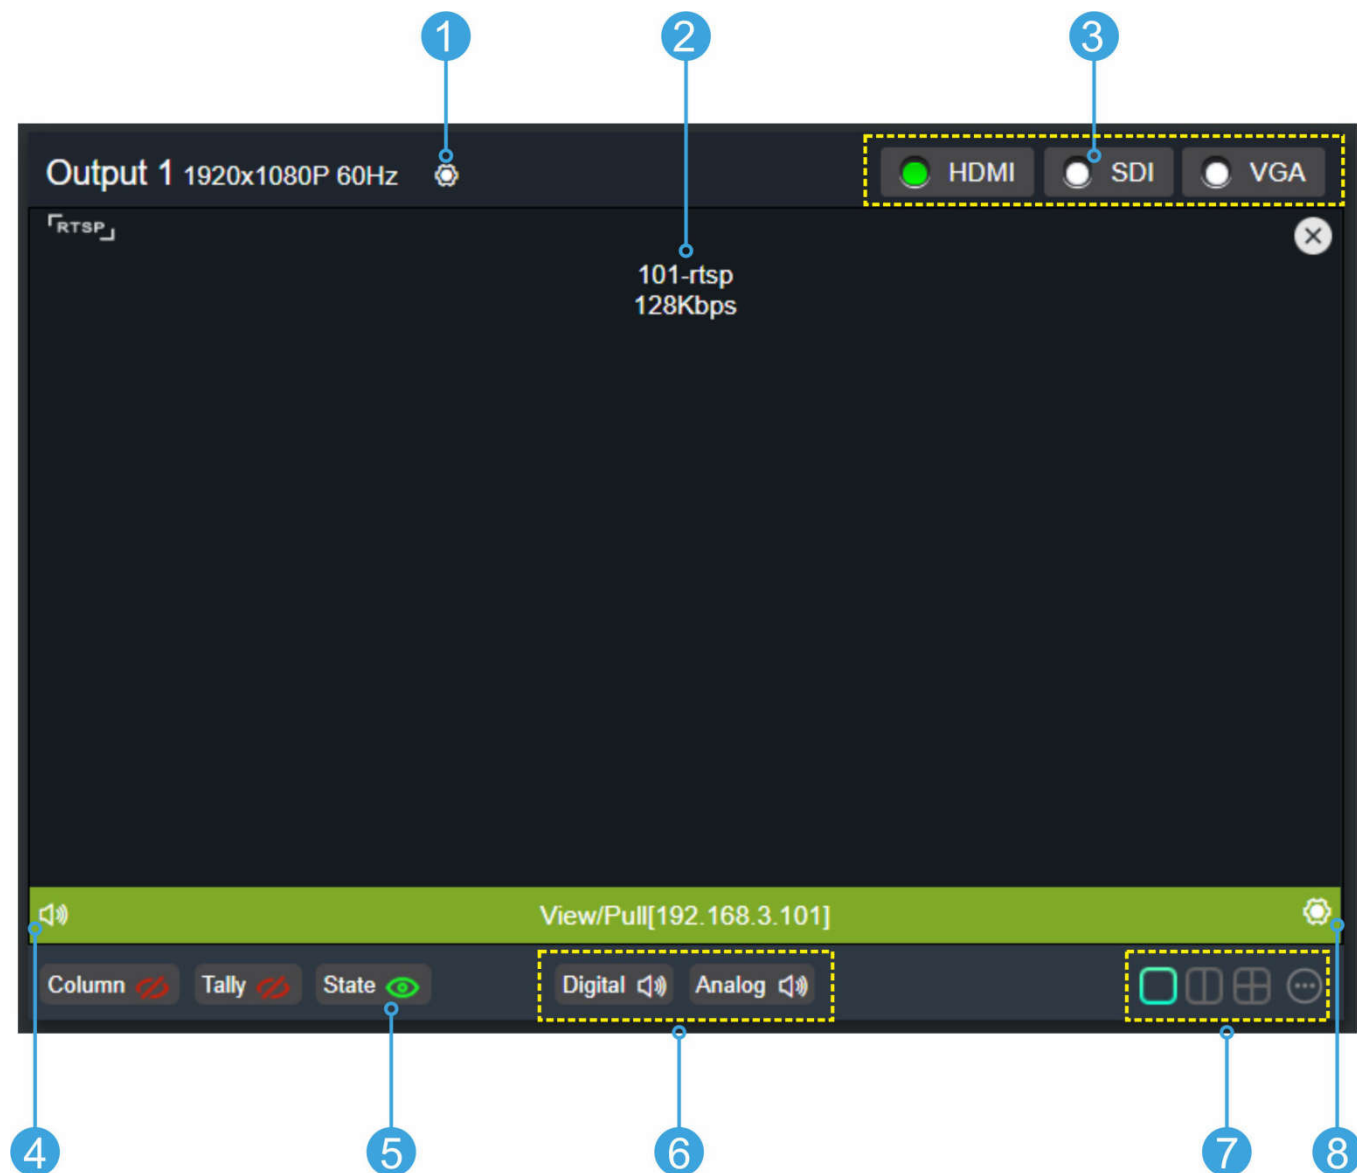 1 2 3
Output 1 1920x1080P 60Hz HDMI SDI VGA
RTSP
101-rtsp
128Kbps
View/Pull[192.168.3.101]
Column Tally State Digital Analog
4 5 6 7 8